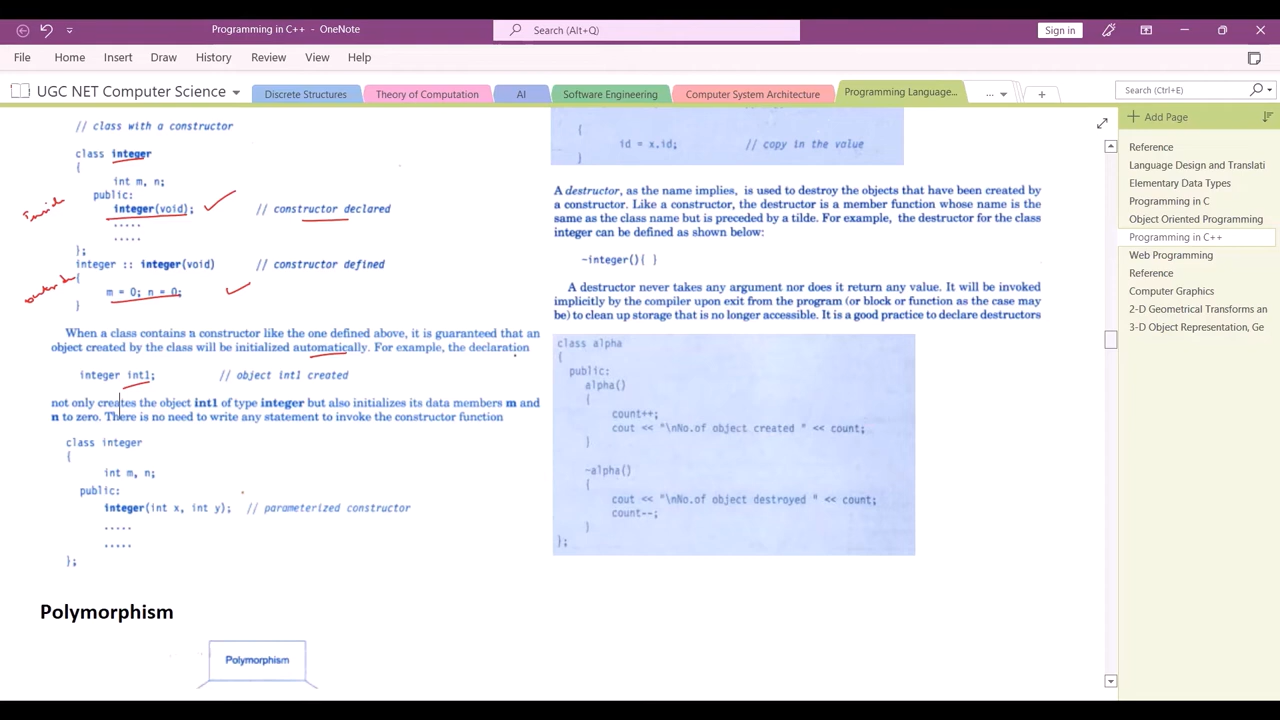 Programming in C++ - OneNote
Search (Alt+Q)
Sign in
File Home Insert Draw History Review View Help
UGC NET Computer Science
Discrete Structures
Theory of Computation
AI
Software Engineering
Computer System Architecture
Programming Language...
...
Search (Ctrl+E)
// class with a constructor
class integer
{
int m, n;
public:
integer(void); // constructor declared
.....
.....
};
integer :: integer(void) // constructor defined
{
m = 0; n = 0;
}
When a class contains a constructor like the one defined above, it is guaranteed that an
object created by the class will be initialized automatically. For example, the declaration
integer int1; // object int1 created
not only creates the object int1 of type integer but also initializes its data members m and
n to zero. There is no need to write any statement to invoke the constructor function
class integer
{
int m, n;
public:
integer(int x, int y); // parameterized constructor
.....
.....
};
Polymorphism
Polymorphism
{
id = x.id; // copy in the value
}
A destructor, as the name implies, is used to destroy the objects that have been created by
a constructor. Like a constructor, the destructor is a member function whose name is the
same as the class name but is preceded by a tilde. For example, the destructor for the class
integer can be defined as shown below:
~integer(){ }
A destructor never takes any argument nor does it return any value. It will be invoked
implicitly by the compiler upon exit from the program (or block or function as the case may
be) to clean up storage that is no longer accessible. It is a good practice to declare destructors
class alpha
{
public:
alpha()
{
count++;
cout << "\nNo.of object created " << count;
}
~alpha()
{
cout << "\nNo.of object destroyed " << count;
count--;
}
};
Add Page
Reference
Language Design and Translati
Elementary Data Types
Programming in C
Object Oriented Programming
Programming in C++
Web Programming
Reference
Computer Graphics
2-D Geometrical Transforms an
3-D Object Representation, Ge